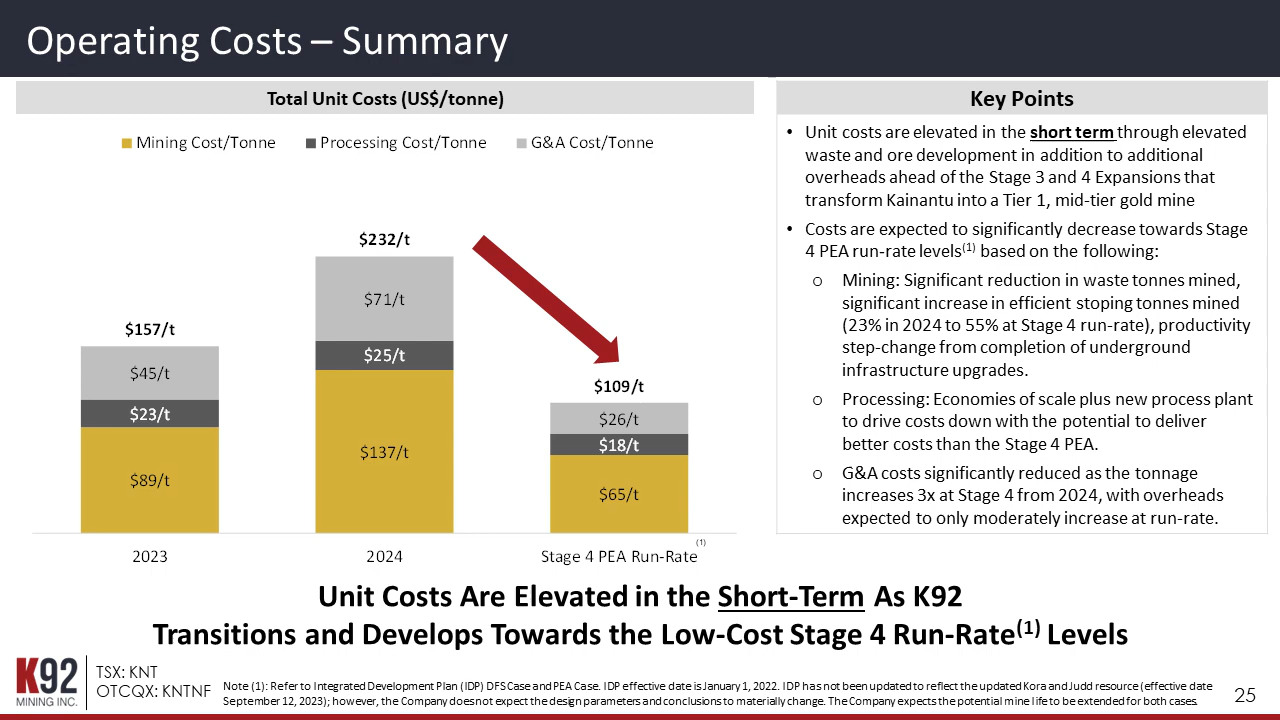 Operating Costs – Summary
Total Unit Costs (US$/tonne)
Mining Cost/Tonne Processing Cost/Tonne G&A Cost/Tonne
$157/t
$45/t
$23/t
$89/t
2023
$232/t
$71/t
$25/t
$137/t
2024
$109/t
$26/t
$18/t
$65/t
Stage 4 PEA Run-Rate(1)
Key Points
• Unit costs are elevated in the short term through elevated
waste and ore development in addition to additional
overheads ahead of the Stage 3 and 4 Expansions that
transform Kainantu into a Tier 1, mid-tier gold mine
• Costs are expected to significantly decrease towards Stage
4 PEA run-rate levels(1) based on the following:
o Mining: Significant reduction in waste tonnes mined,
significant increase in efficient stoping tonnes mined
(23% in 2024 to 55% at Stage 4 run-rate), productivity
step-change from completion of underground
infrastructure upgrades.
o Processing: Economies of scale plus new process plant
to drive costs down with the potential to deliver
better costs than the Stage 4 PEA.
o G&A costs significantly reduced as the tonnage
increases 3x at Stage 4 from 2024, with overheads
expected to only moderately increase at run-rate.
Unit Costs Are Elevated in the Short-Term As K92
Transitions and Develops Towards the Low-Cost Stage 4 Run-Rate(1) Levels
K92
MINING INC.
TSX: KNT
OTCQX: KNTNF
Note (1): Refer to Integrated Development Plan (IDP) DFS Case and PEA Case. IDP effective date is January 1, 2022. IDP has not been updated to reflect the updated Kora and Judd resource (effective date
September 12, 2023); however, the Company does not expect the design parameters and conclusions to materially change. The Company expects the potential mine life to be extended for both cases.
25